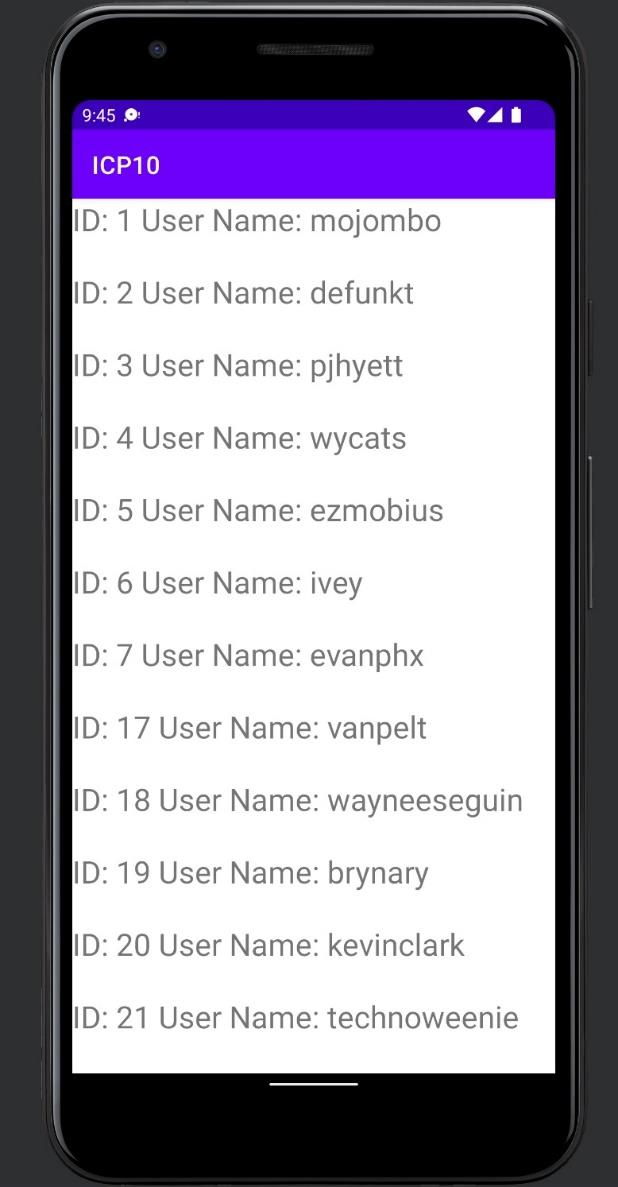 9:45
ICP10
ID: 1 User Name: mojombo
ID: 2 User Name: defunkt
ID: 3 User Name: pjhyett
ID: 4 User Name: wycats
ID: 5 User Name: ezmobius
ID: 6 User Name: ivey
ID: 7 User Name: evanphx
ID: 17 User Name: vanpelt
ID: 18 User Name: wayneeseguin
ID: 19 User Name: brynary
ID: 20 User Name: kevinclark
ID: 21 User Name: technoweenie